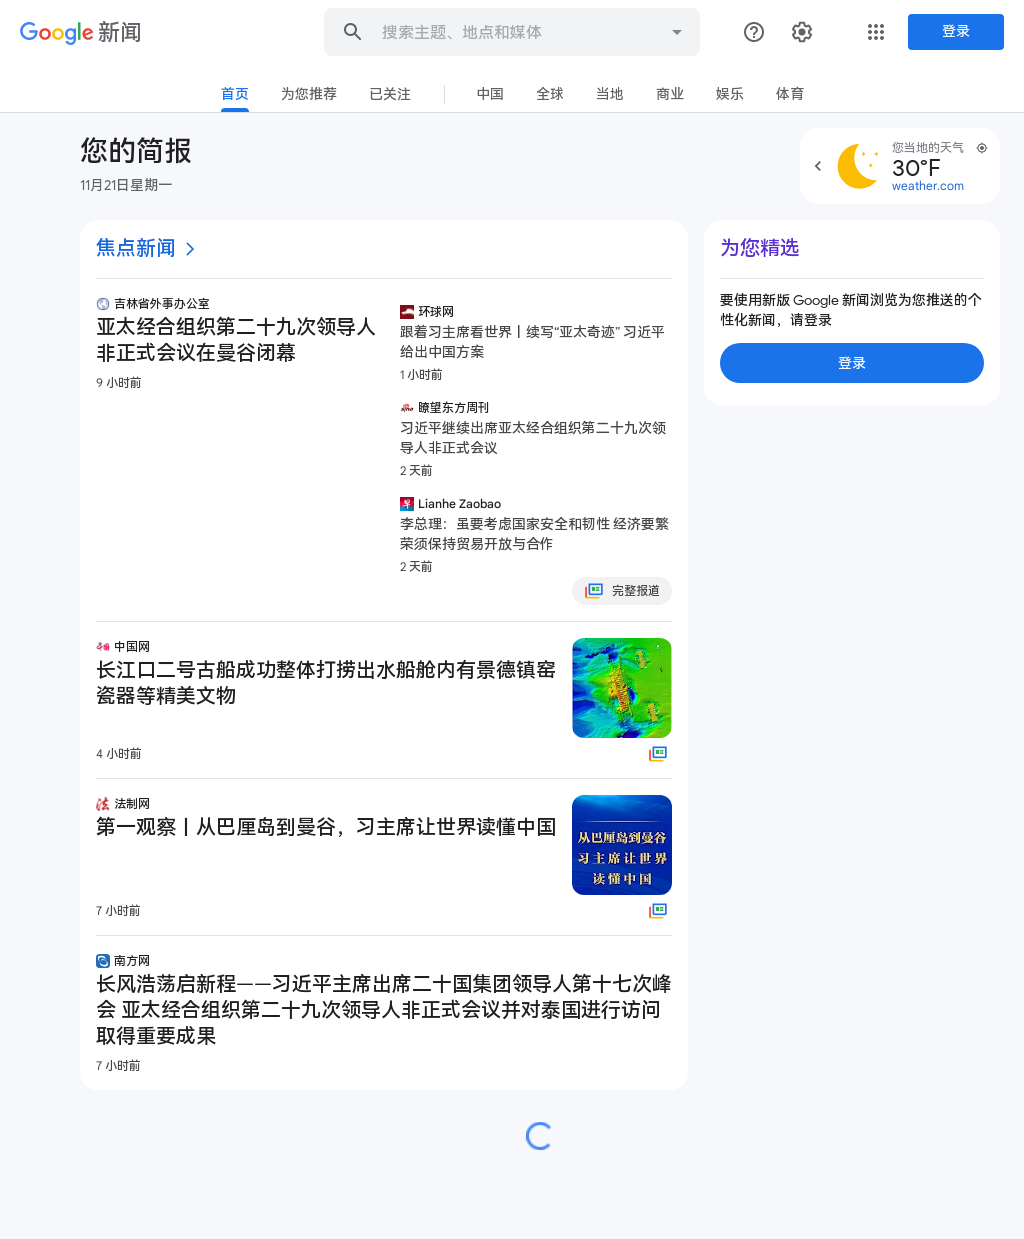 Google 新闻
搜索主题、地点和媒体
登录
首页
为您推荐
已关注
中国
全球
当地
商业
娱乐
体育
您的简报
11月21日星期一
您当地的天气
30°F
weather.com
焦点新闻
吉林省外事办公室
亚太经合组织第二十九次领导人
非正式会议在曼谷闭幕
9 小时前
环球网
跟着习主席看世界丨续写“亚太奇迹” 习近平
给出中国方案
1 小时前
瞭望东方周刊
习近平继续出席亚太经合组织第二十九次领
导人非正式会议
2 天前
Lianhe Zaobao
李总理：虽要考虑国家安全和韧性 经济要繁
荣须保持贸易开放与合作
2 天前
完整报道
中国网
长江口二号古船成功整体打捞出水船舱内有景德镇窑
瓷器等精美文物
4 小时前
法制网
第一观察丨从巴厘岛到曼谷，习主席让世界读懂中国
从巴厘岛到曼谷
习主席让世界
读懂中国
7 小时前
南方网
长风浩荡启新程——习近平主席出席二十国集团领导人第十七次峰
会 亚太经合组织第二十九次领导人非正式会议并对泰国进行访问
取得重要成果
7 小时前
为您精选
要使用新版 Google 新闻浏览为您推送的个
性化新闻，请登录
登录